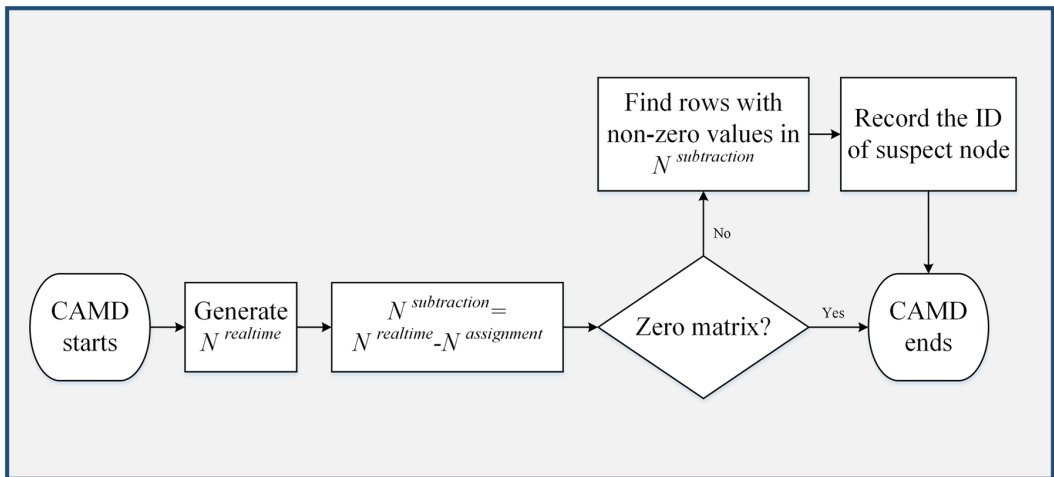 CAMD
starts
Generate
N realtime
N subtraction=
N realtime-N assignment
Zero matrix?
No
Yes
Find rows with
non-zero values in
N subtraction
Record the ID
of suspect node
CAMD
ends